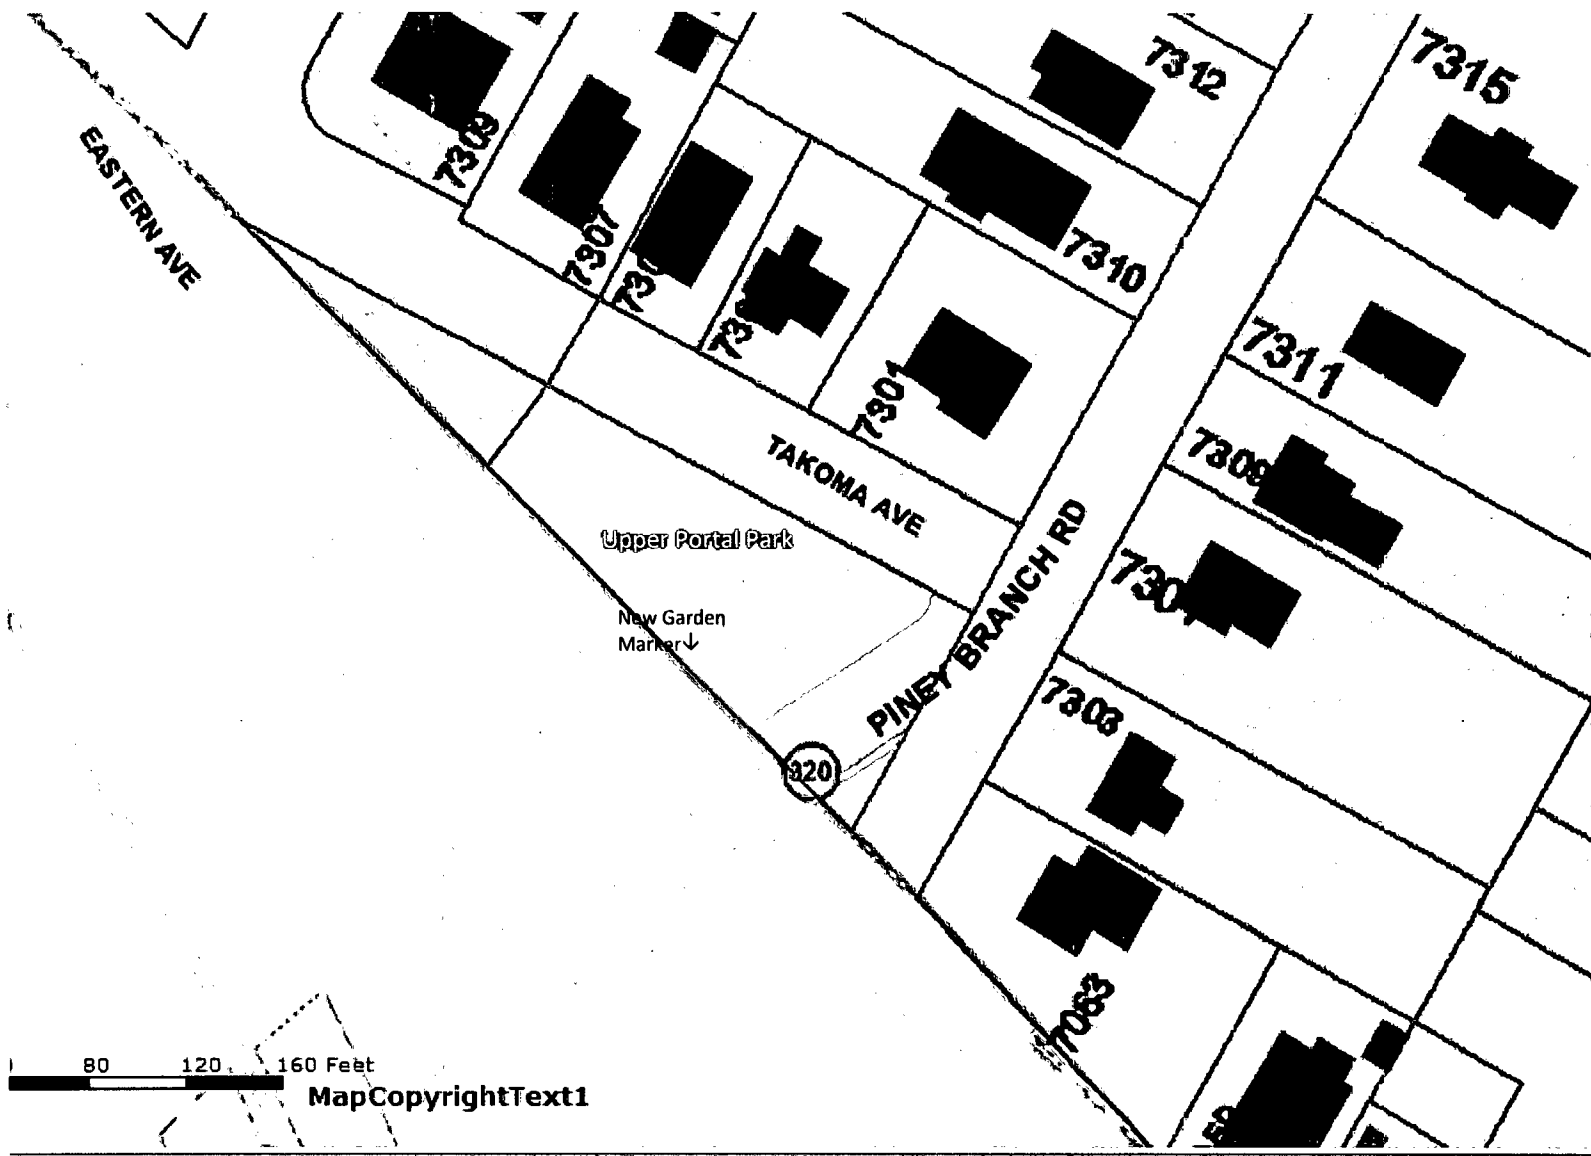 7312
7315
EASTERN AVE
7309
7307
7310
7311
7301
7309
TAKOMA AVE
Upper Portal Park
PINEY BRANCH RD
New Garden
Marker↓
7303
320
7063
80 120 160 Feet
MapCopyrightText1